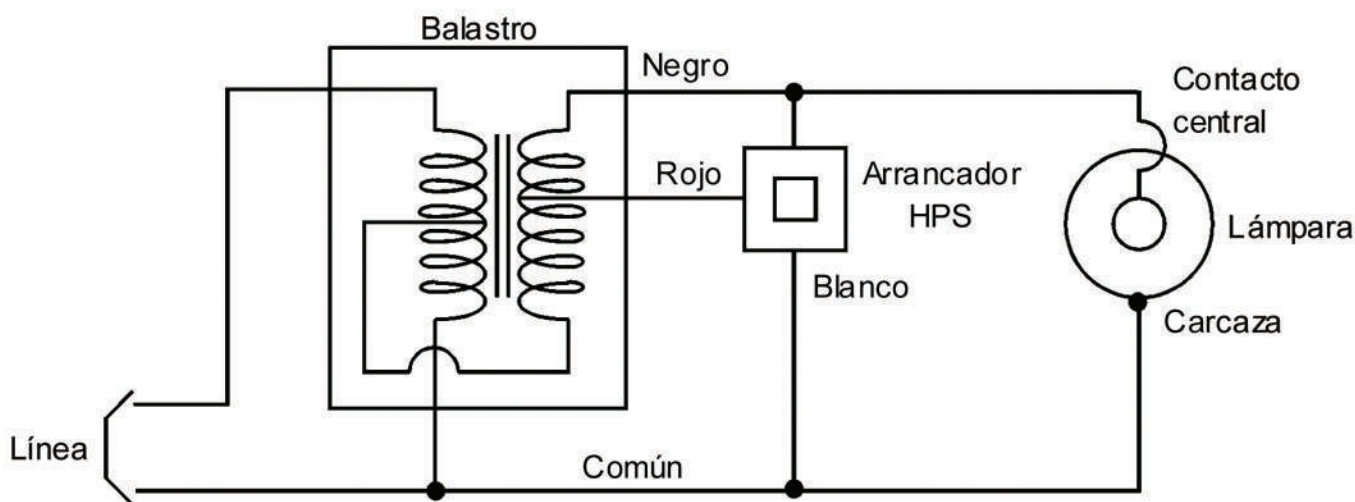 Balastro
Negro
Contacto
central
Rojo
Arrancador
HPS
Lámpara
Blanco
Carcaza
Línea
Común